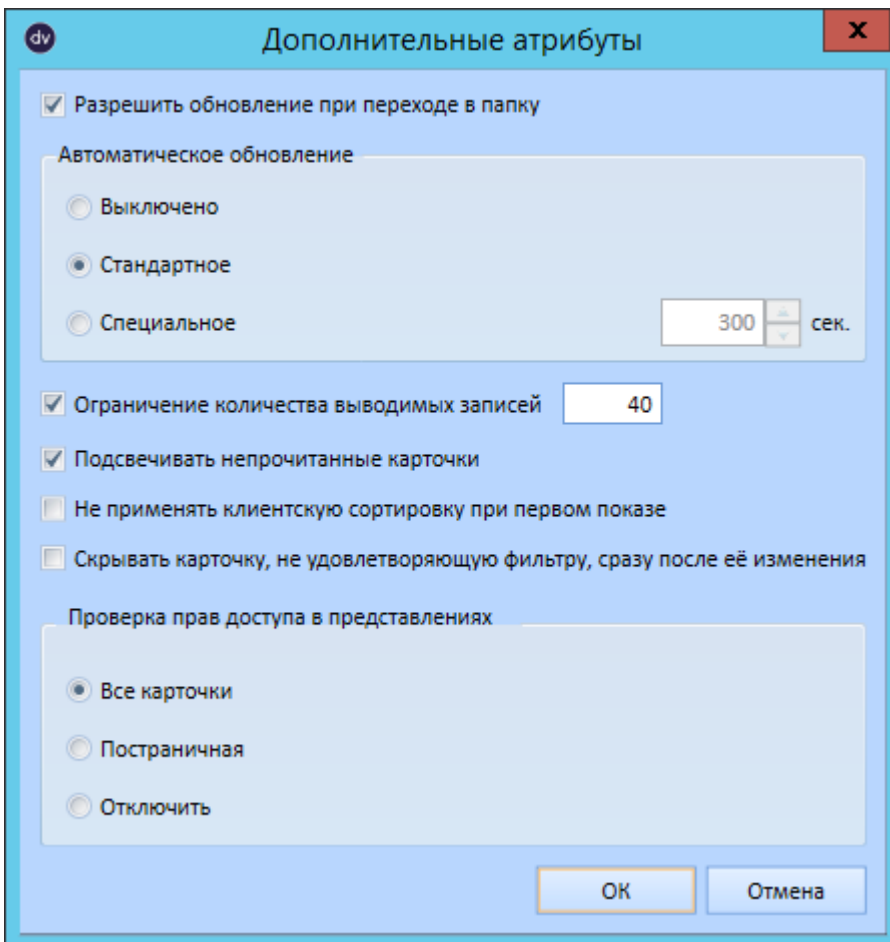 dv
Дополнительные атрибуты
x
Разрешить обновление при переходе в папку
Автоматическое обновление
Выключено
Стандартное
Специальное 300 сек.
Ограничение количества выводимых записей 40
Подсвечивать непрочитанные карточки
Не применять клиентскую сортировку при первом показе
Скрывать карточку, не удовлетворяющую фильтру, сразу после её изменения
Проверка прав доступа в представлениях
Все карточки
Постраничная
Отключить
ОК Отмена